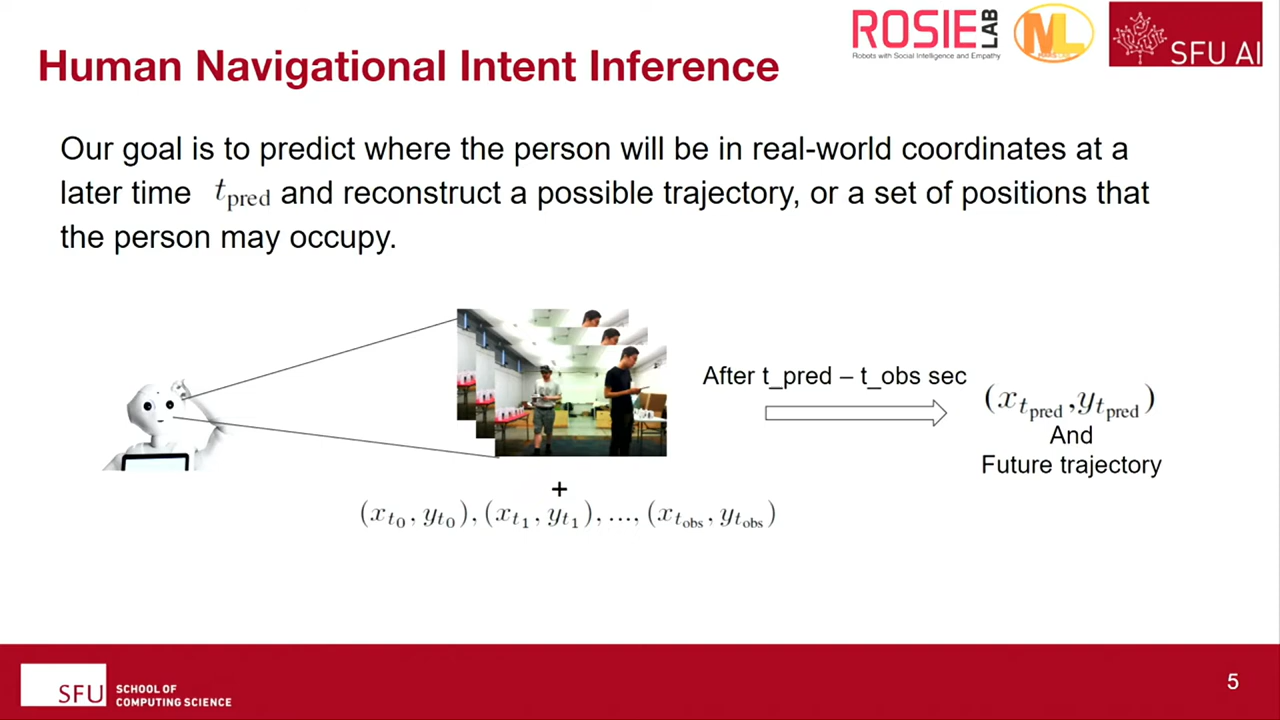 ROSIE LAB
Robots with Social Intelligence and Empathy
ML
SFU AI
Human Navigational Intent Inference
Our goal is to predict where the person will be in real-world coordinates at a
later time t_pred and reconstruct a possible trajectory, or a set of positions that
the person may occupy.
After t_pred – t_obs sec
(x_{t_pred}, y_{t_pred})
And
Future trajectory
+
(x_{t_0}, y_{t_0}), (x_{t_1}, y_{t_1}), ..., (x_{t_obs}, y_{t_obs})
SFU
SCHOOL OF
COMPUTING SCIENCE
5